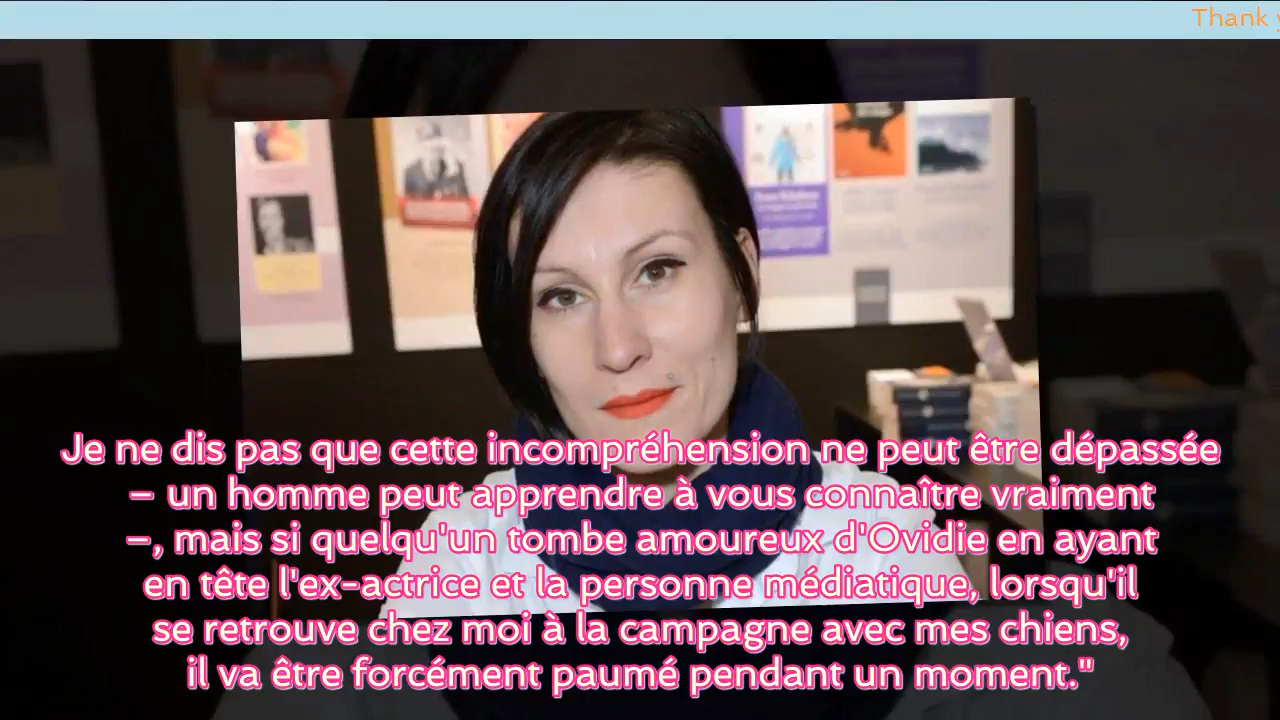 Thank y
Je ne dis pas que cette incompréhension ne peut être dépassée
– un homme peut apprendre à vous connaître vraiment
–, mais si quelqu'un tombe amoureux d'Ovidie en ayant
en tête l'ex-actrice et la personne médiatique, lorsqu'il
se retrouve chez moi à la campagne avec mes chiens,
il va être forcément paumé pendant un moment."